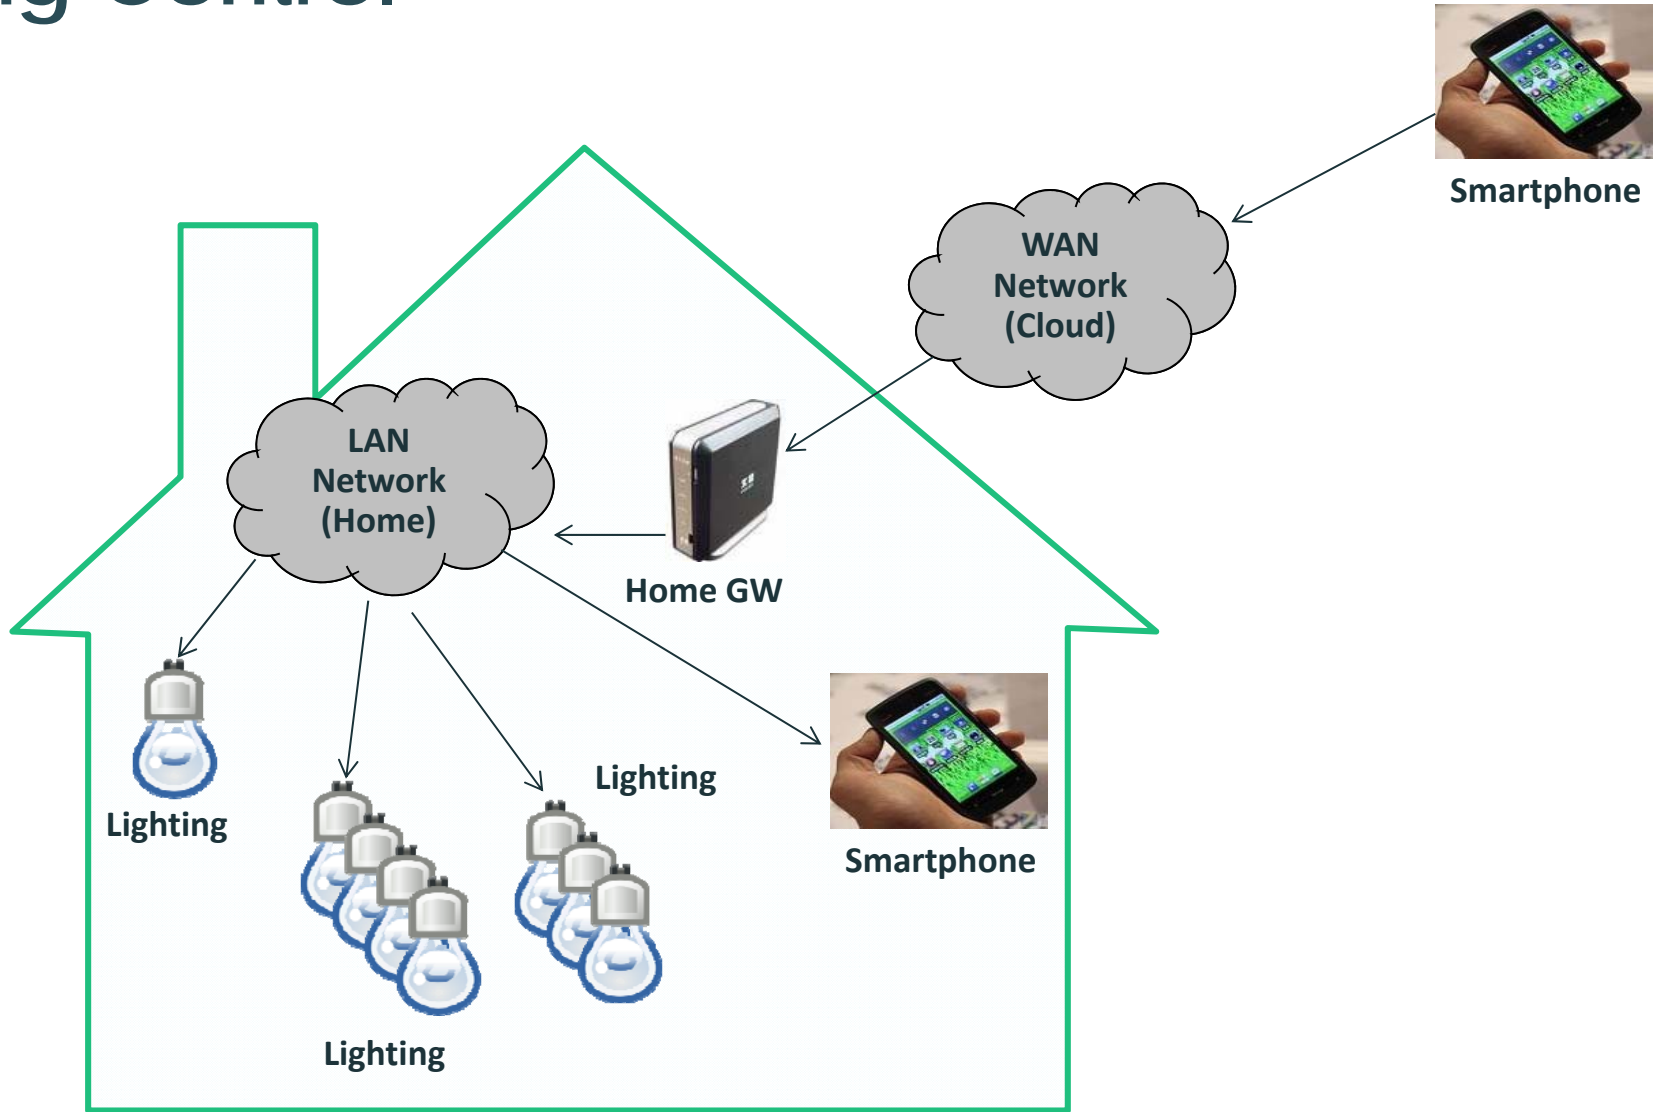 Smartphone
WAN
Network
(Cloud)
LAN
Network
(Home)
Home GW
Lighting
Lighting
Smartphone
Lighting